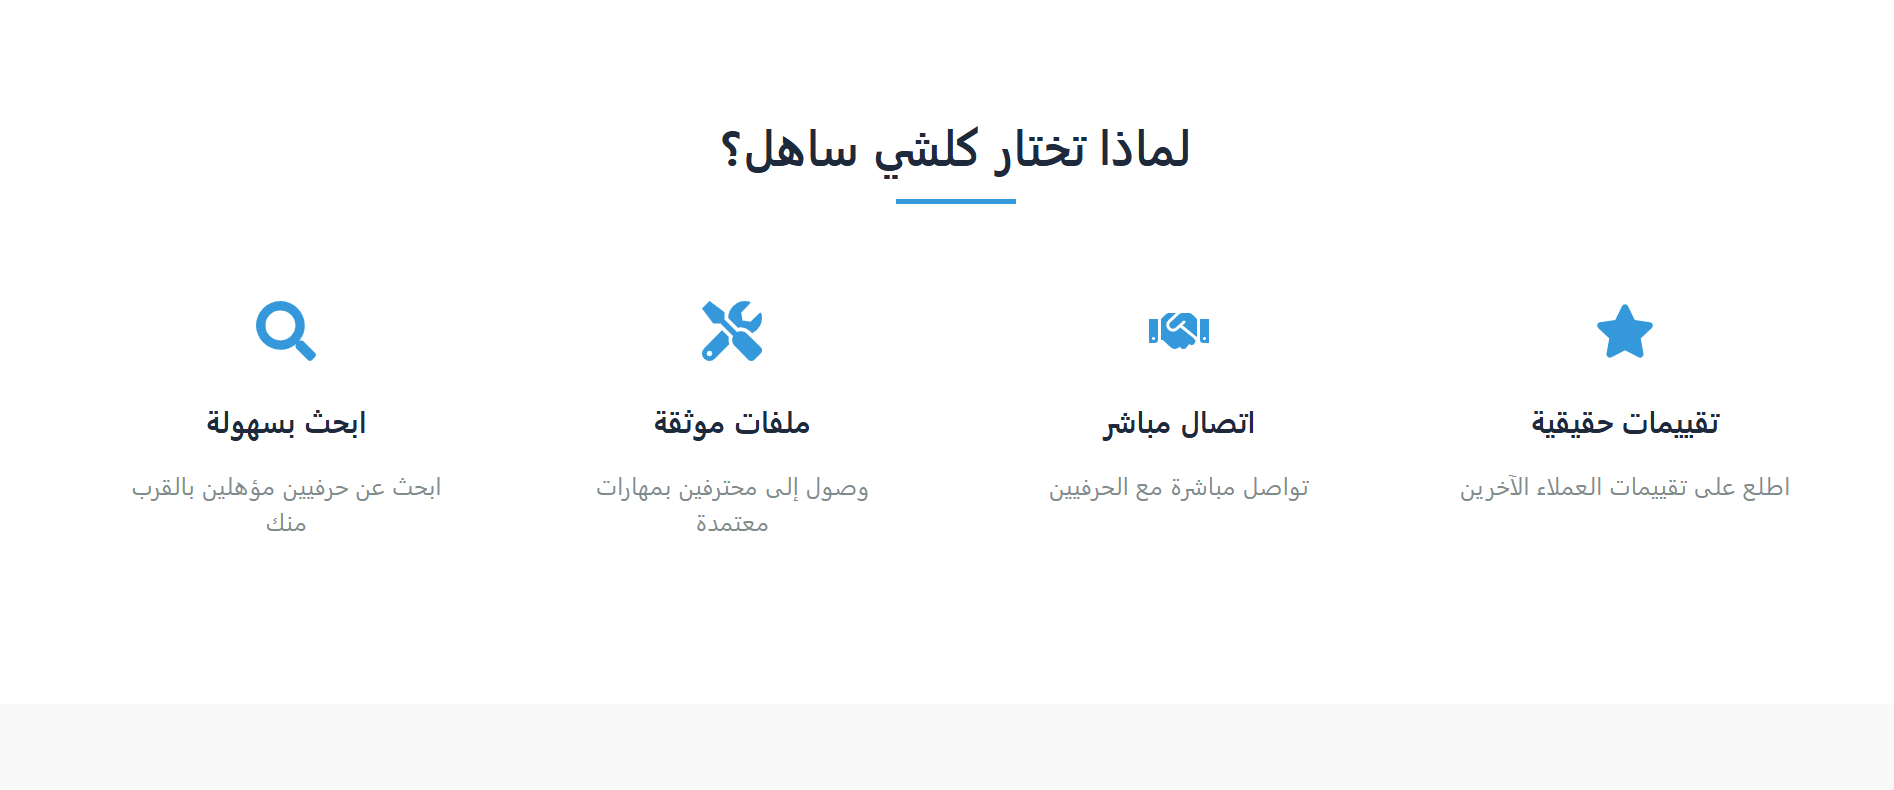 لماذا تختار كلشي ساهل؟
تقييمات حقيقية
اطلع على تقييمات العملاء الآخرين
اتصال مباشر
تواصل مباشرة مع الحرفيين
ملفات موثقة
وصول إلى محترفين بمهارات
معتمدة
ابحث بسهولة
ابحث عن حرفيين مؤهلين بالقرب
منك